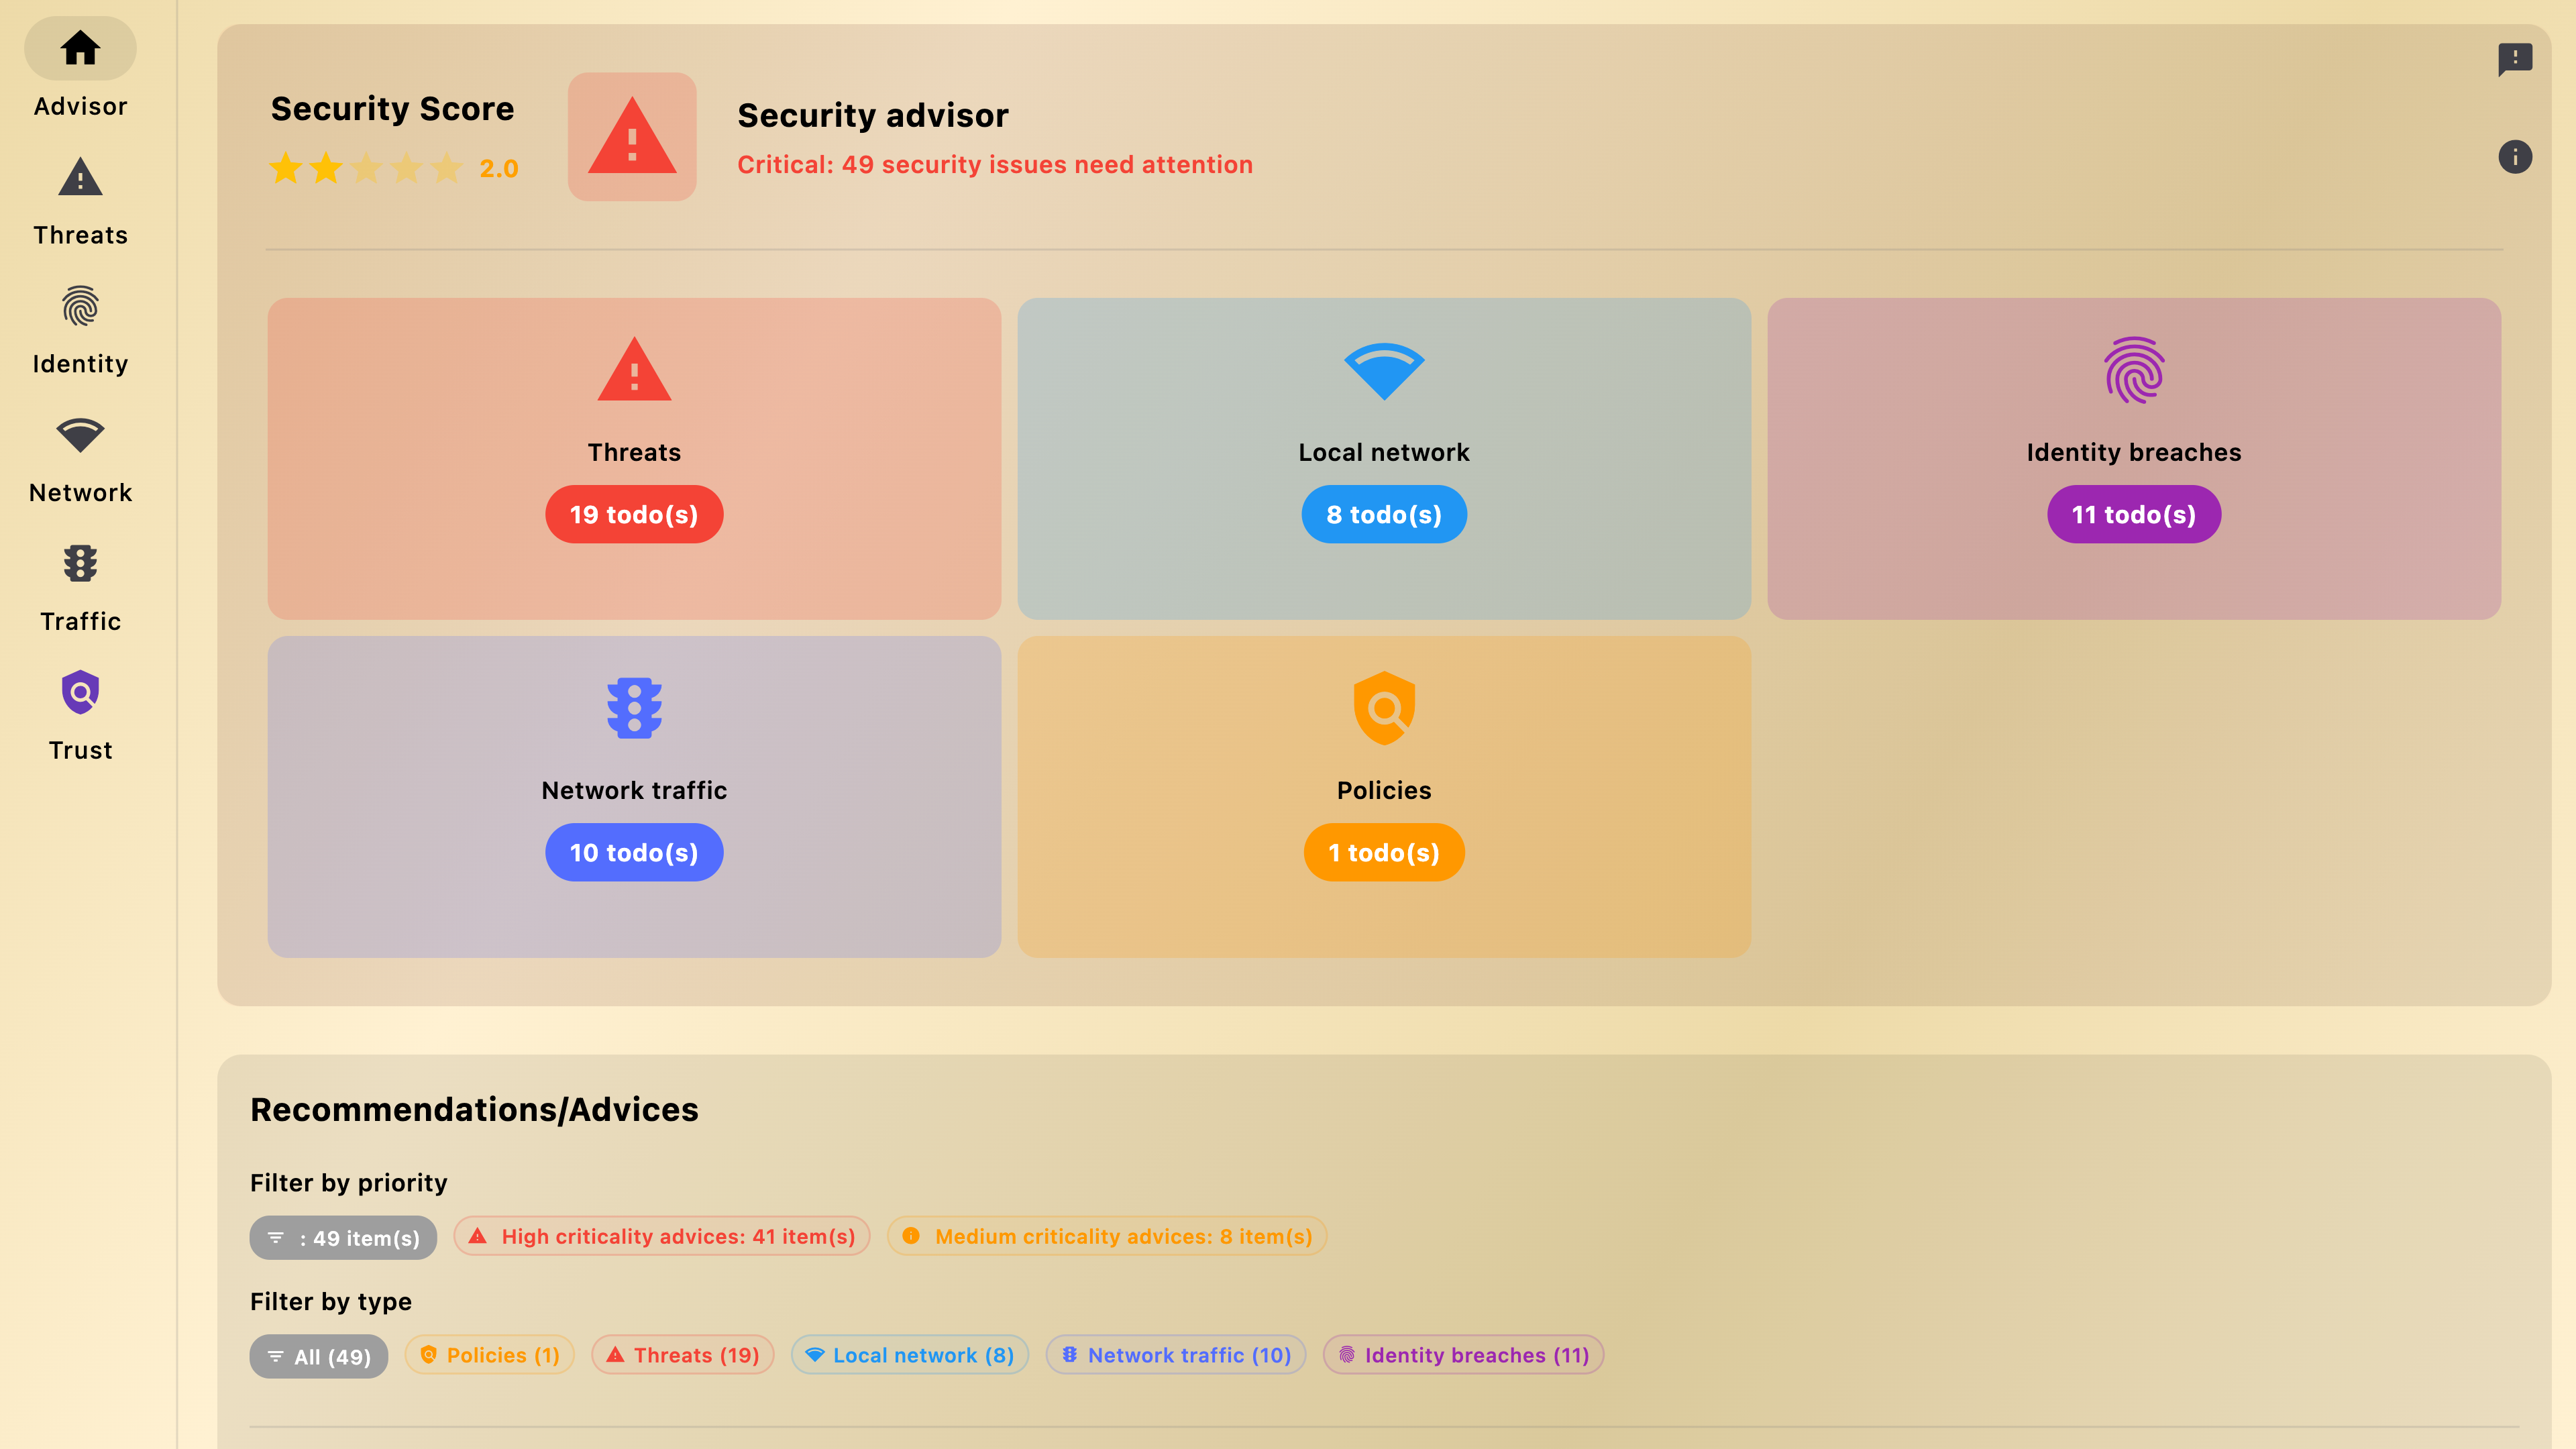 Advisor
Threats
Identity
Network
Traffic
Trust
Security Score
2.0
Security advisor
Critical: 49 security issues need attention
Threats
19 todo(s)
Local network
8 todo(s)
Identity breaches
11 todo(s)
Network traffic
10 todo(s)
Policies
1 todo(s)
Recommendations/Advices
Filter by priority
: 49 item(s)
High criticality advices: 41 item(s)
Medium criticality advices: 8 item(s)
Filter by type
All (49)
Policies (1)
Threats (19)
Local network (8)
Network traffic (10)
Identity breaches (11)